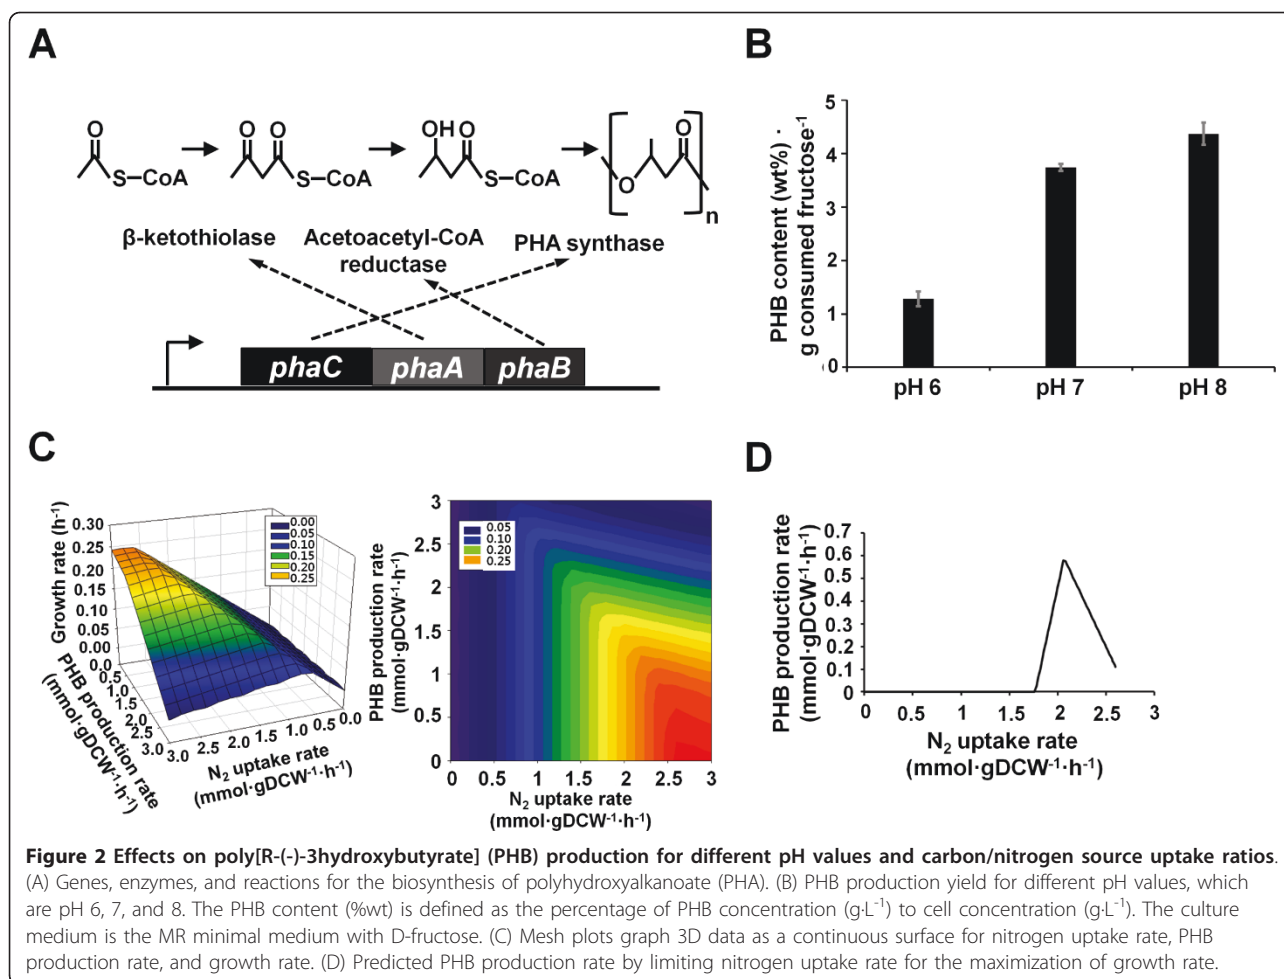 A
O
O O
OH O
O
S–CoA
S–CoA
S–CoA
O
n
β-ketothiolase
Acetoacetyl-CoA
reductase
PHA synthase
phaC phaA phaB
B
PHB content (wt%) ·
g consumed fructose-1
5
4
3
2
1
0
pH 6 pH 7 pH 8
C
Growth rate (h-1)
0.30
0.25
0.20
0.15
0.10
0.05
0.00
0.00
0.05
0.10
0.15
0.20
0.25
PHB production rate
(mmol·gDCW-1·h-1)
0.0
0.5
1.0
2.0
2.5
3.0
3.0 2.5 2.0 1.5 1.0 0.5 0.0
N2 uptake rate
(mmol·gDCW-1·h-1)
PHB production rate
(mmol·gDCW-1·h-1)
3
2.5
2
1.5
1
0.5
0
0.05
0.10
0.20
0.25
0 0.5 1 1.5 2 2.5 3
N2 uptake rate
(mmol·gDCW-1·h-1)
D
PHB production rate
(mmol·gDCW-1·h-1)
0.7
0.6
0.5
0.4
0.3
0.2
0.1
0
0 0.5 1 1.5 2 2.5 3
N2 uptake rate
(mmol·gDCW-1·h-1)
Figure 2 Effects on poly[R-(-)-3hydroxybutyrate] (PHB) production for different pH values and carbon/nitrogen source uptake ratios.
(A) Genes, enzymes, and reactions for the biosynthesis of polyhydroxyalkanoate (PHA). (B) PHB production yield for different pH values, which
are pH 6, 7, and 8. The PHB content (%wt) is defined as the percentage of PHB concentration (g·L-1) to cell concentration (g·L-1). The culture
medium is the MR minimal medium with D-fructose. (C) Mesh plots graph 3D data as a continuous surface for nitrogen uptake rate, PHB
production rate, and growth rate. (D) Predicted PHB production rate by limiting nitrogen uptake rate for the maximization of growth rate.